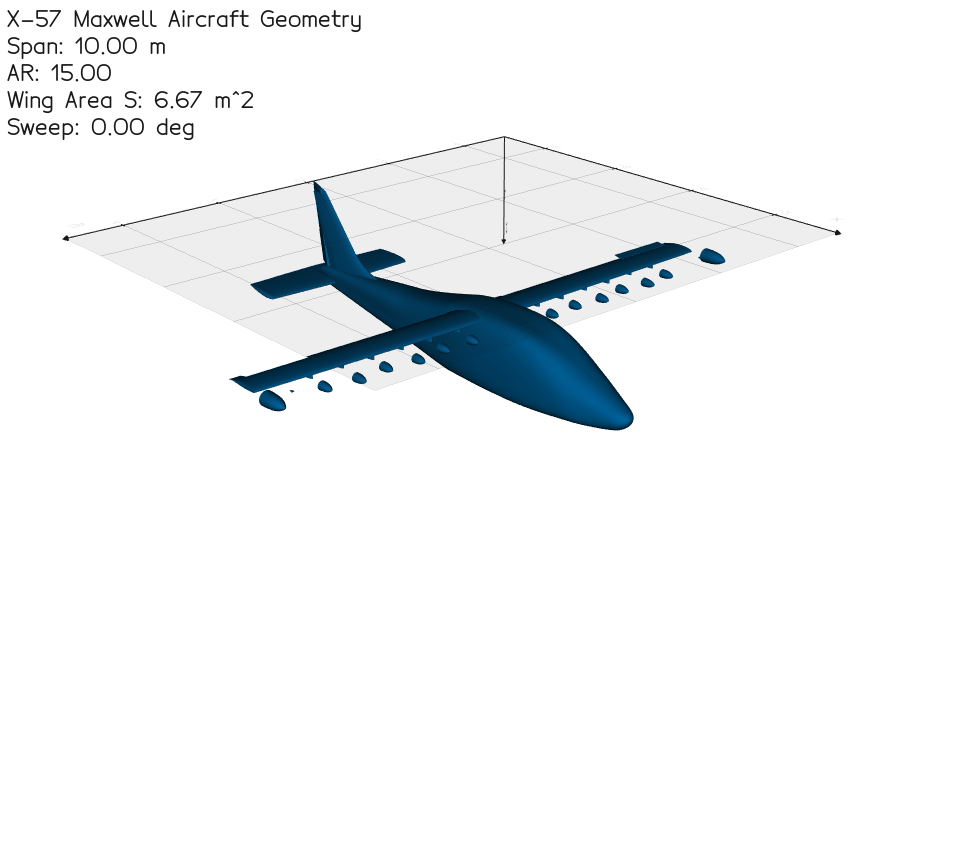 X-57 Maxwell Aircraft Geometry
Span: 10.00 m
AR: 15.00
Wing Area S: 6.67 m^2
Sweep: 0.00 deg